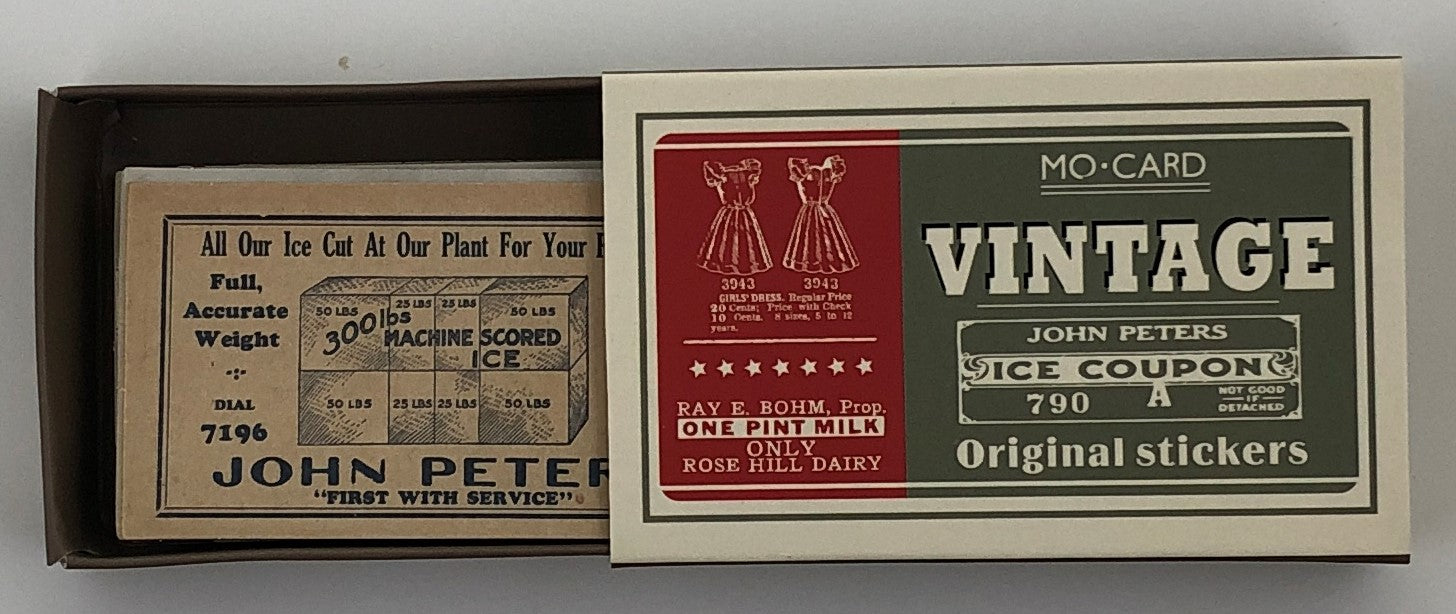 All Our Ice Cut At Our Plant For Your
Full,
Accurate
Weight
DIAL
7196
50 LBS
25 LBS
25 LBS
50 LBS
300lbs
MACHINE SCORED
ICE
50 LBS
25 LBS
25 LBS
50 LBS
JOHN PETER
"FIRST WITH SERVICE"
3943
3943
GIRLS' DRESS. Regular Price
20 Cents; Price with Check
10 Cents. 8 sizes, 5 to 12
years.
RAY E. BOHM, Prop.
ONE PINT MILK
ONLY
ROSE HILL DAIRY
MO·CARD
VINTAGE
JOHN PETERS
ICE COUPON
790
A
NOT GOOD
IF
DETACHED
Original stickers